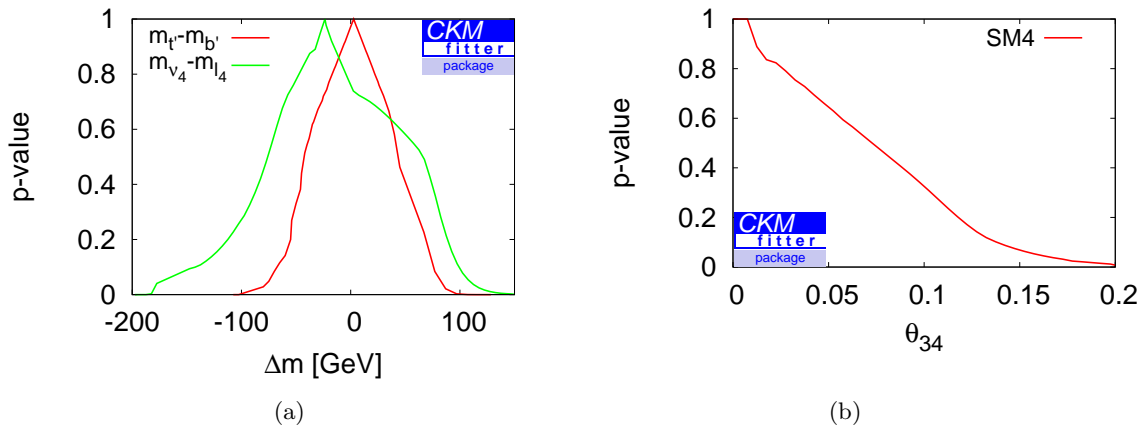 m_t'-m_b'
m_ν4-m_l4
CKM
fitter
package
p-value
1
0.8
0.6
0.4
0.2
0
-200
-100
0
100
Δm [GeV]
(a)
SM4
CKM
fitter
package
p-value
1
0.8
0.6
0.4
0.2
0
0
0.05
0.1
0.15
0.2
θ_34
(b)